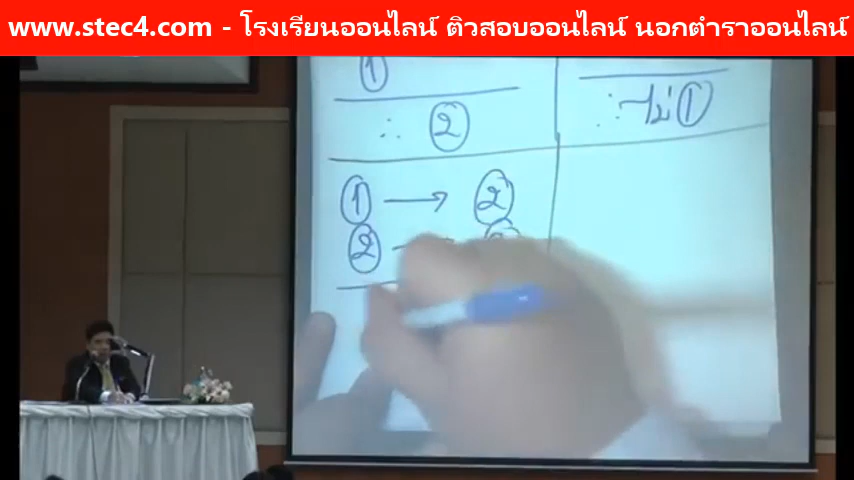 www.stec4.com - โรงเรียนออนไลน์ ติวสอบออนไลน์ นอกตำราออนไลน์
①
∴ ②
∴ ไม่ ①
① → ②
② →